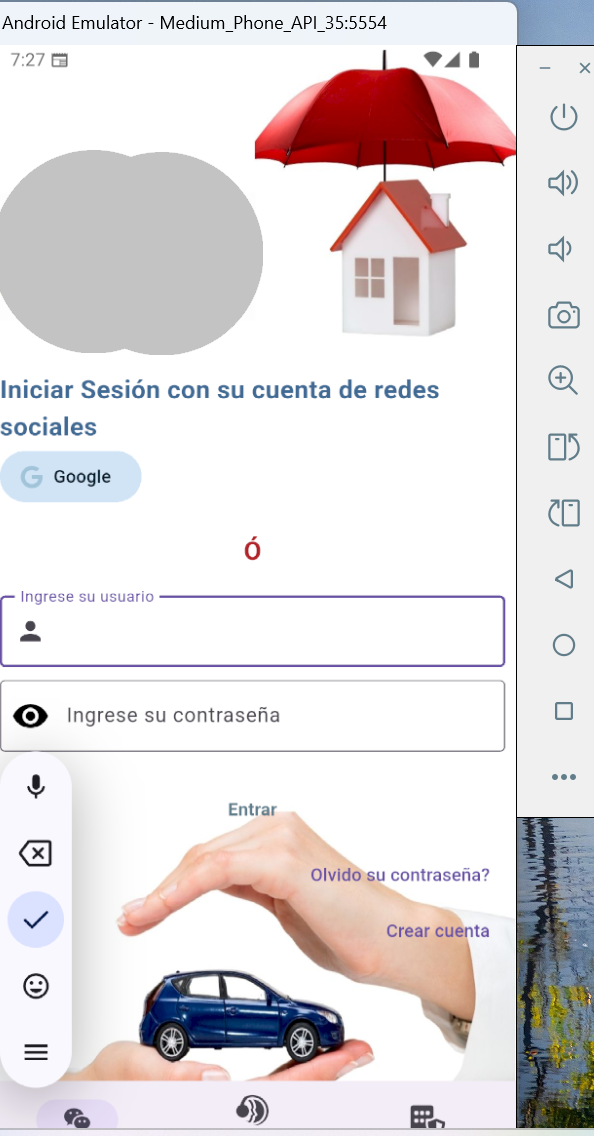 Android Emulator - Medium_Phone_API_35:5554
7:27
Iniciar Sesión con su cuenta de redes
sociales
G Google
Ó
Ingrese su usuario
Ingrese su contraseña
Entrar
Olvido su contraseña?
Crear cuenta